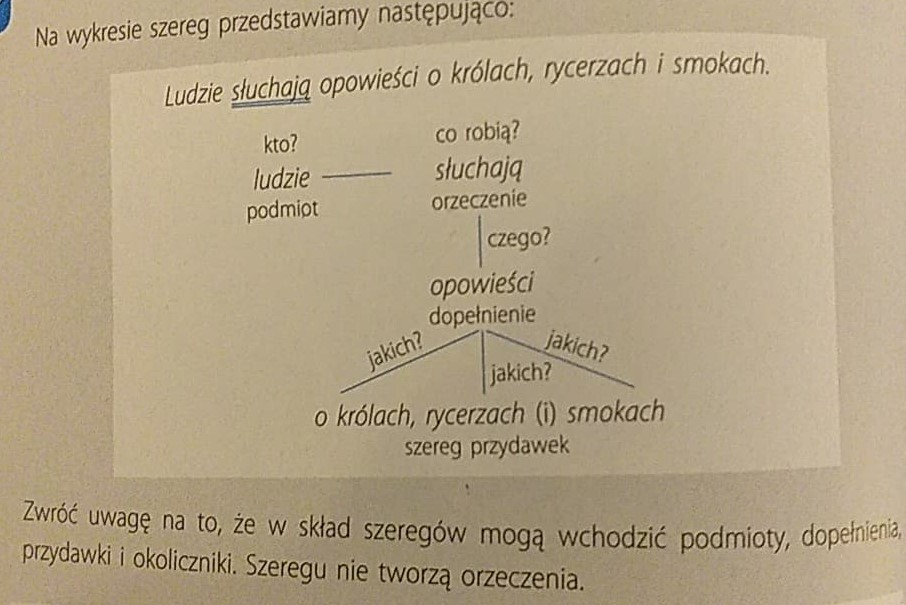 Na wykresie szereg przedstawiamy następująco:
Ludzie słuchają opowieści o królach, rycerzach i smokach.
kto? co robią?
ludzie słuchają
podmiot orzeczenie
czego?
opowieści
dopełnienie
jakich? jakich?
jakich?
o królach, rycerzach (i) smokach
szereg przydawek
Zwróć uwagę na to, że w skład szeregów mogą wchodzić podmioty, dopełnienia,
przydawki i okoliczniki. Szeregu nie tworzą orzeczenia.